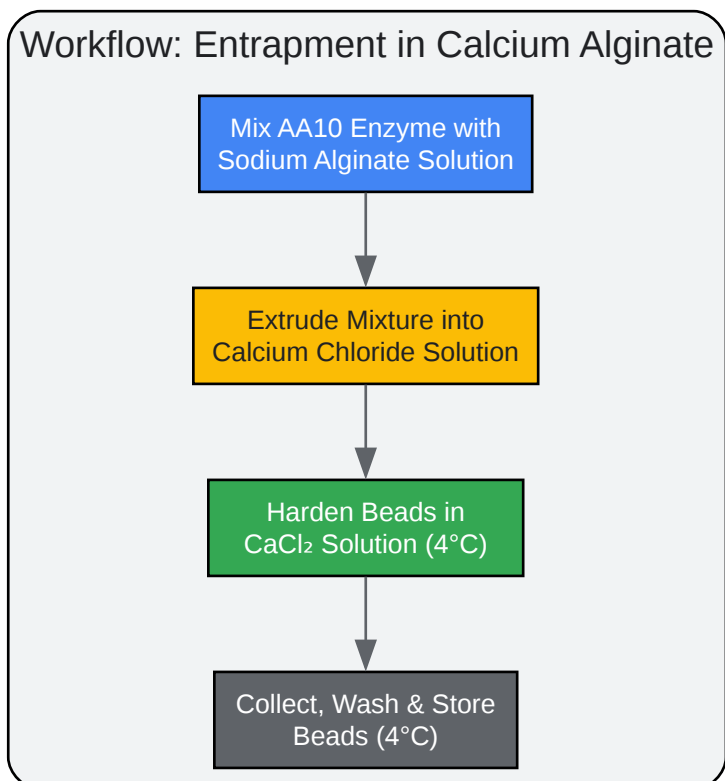 Workflow: Entrapment in Calcium Alginate
Mix AA10 Enzyme with
Sodium Alginate Solution
Extrude Mixture into
Calcium Chloride Solution
Harden Beads in
CaCl₂ Solution (4°C)
Collect, Wash & Store
Beads (4°C)